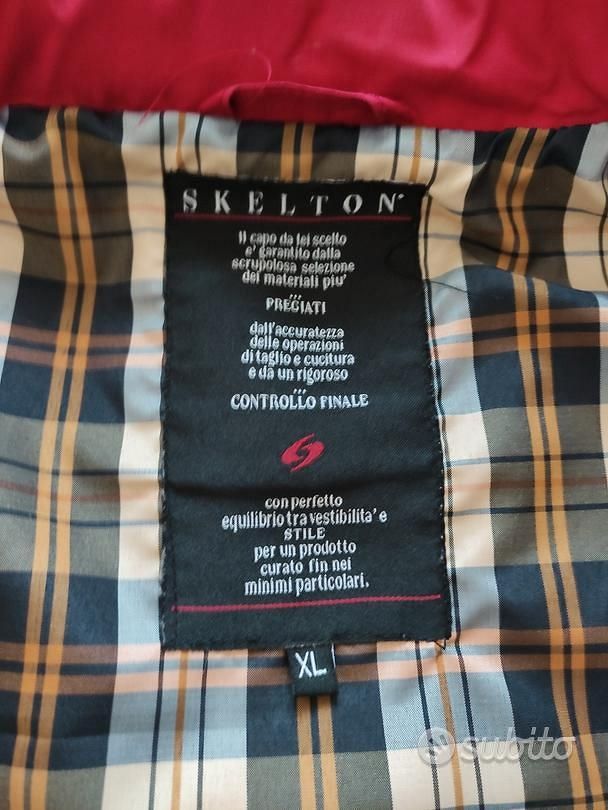 SKELTON
Il capo da lei scelto
e' garantito dalla
scrupolosa selezione
dei materiali piu'
PREGIATI
dall'accuratezza
delle operazioni
di taglio e cucitura
e da un rigoroso
CONTROLLO FINALE
con perfetto
equilibrio tra vestibilita' e
STILE
per un prodotto
curato fin nei
minimi particolari.
XL
subito